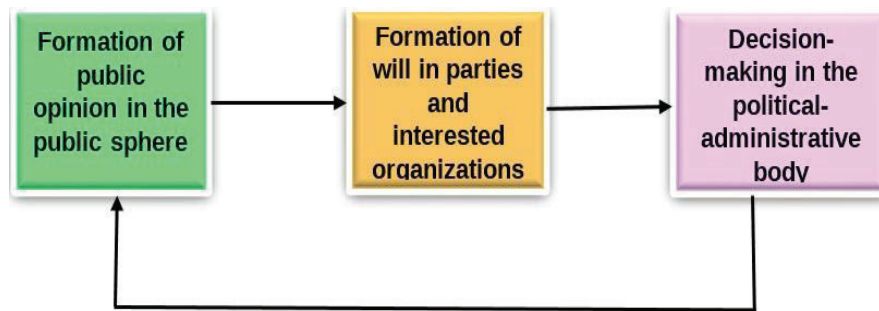 Formation of
public
opinion in the
public sphere
Formation of
will in parties
and
interested
organizations
Decision-
making in the
political-
administrative
body